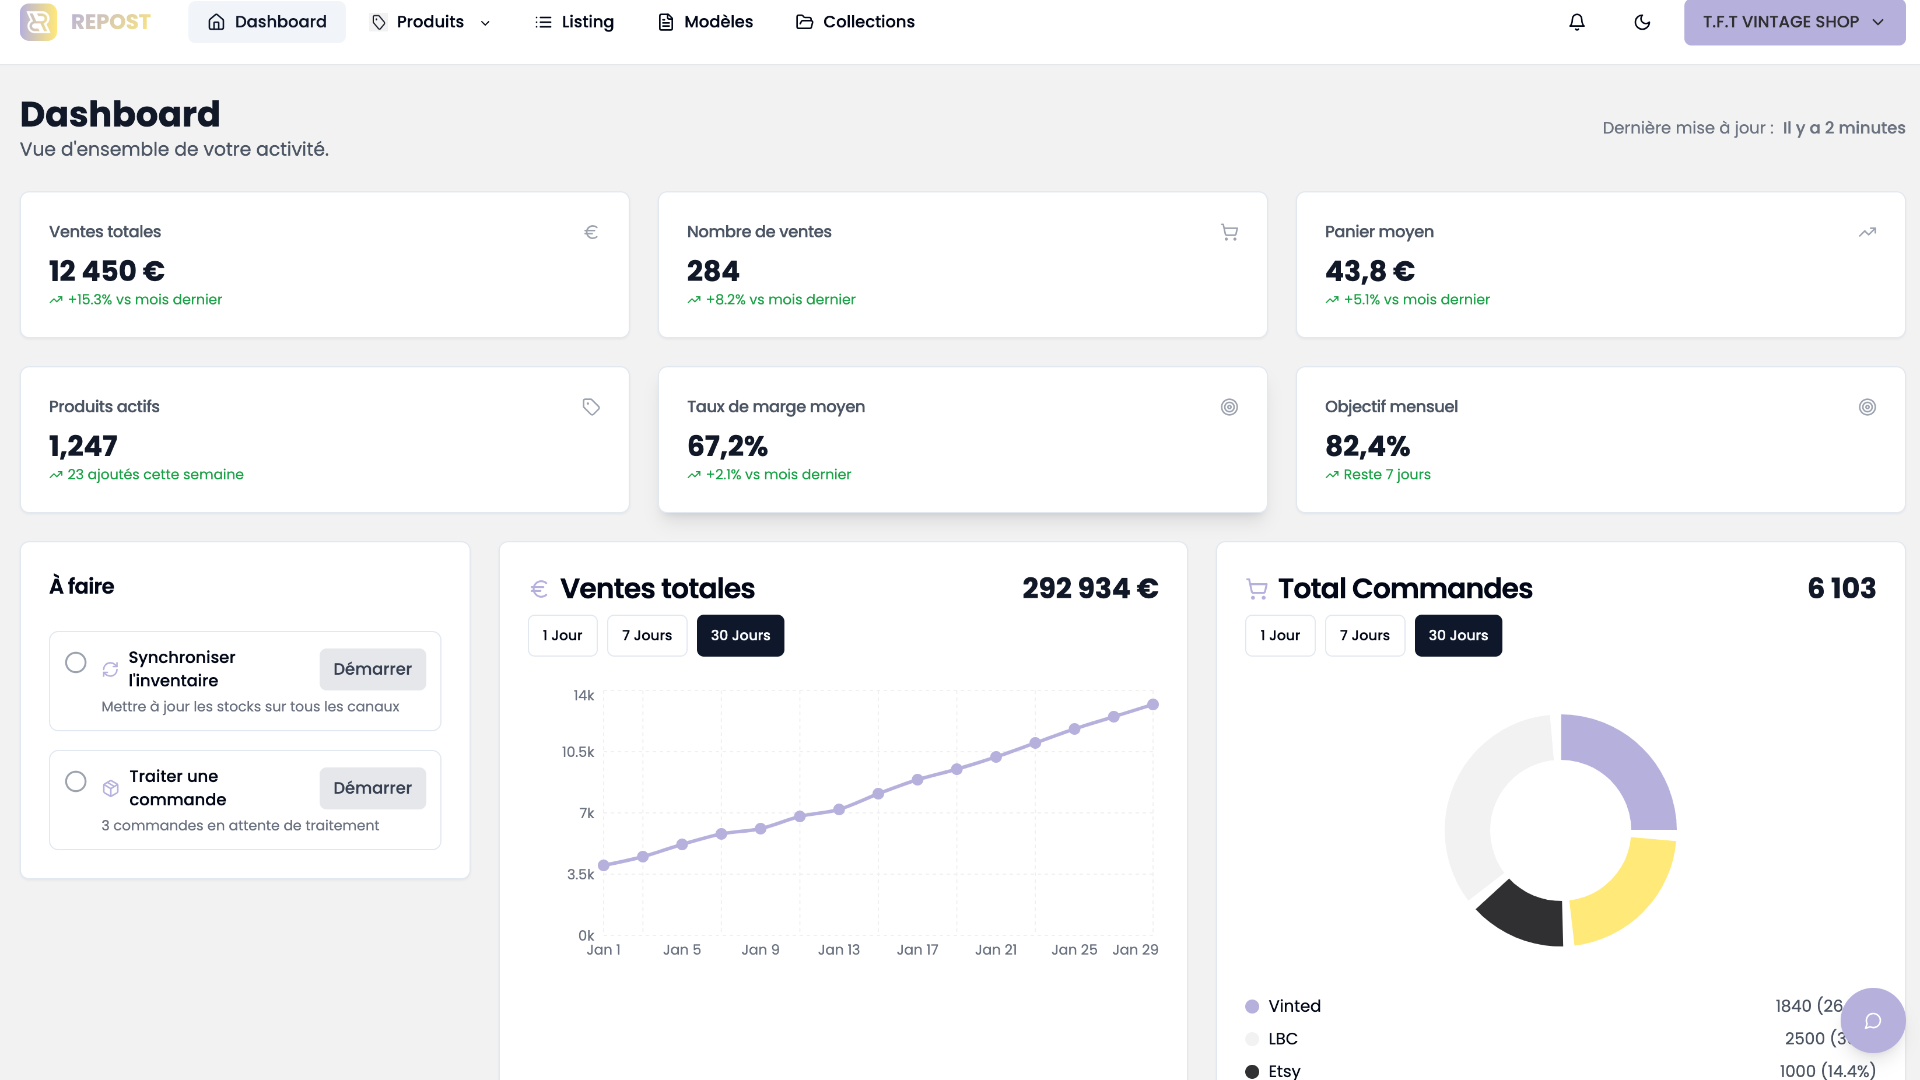 REPOST
Dashboard
Produits
Listing
Modèles
Collections
T.F.T VINTAGE SHOP
Dashboard
Vue d'ensemble de votre activité.
Dernière mise à jour : Il y a 2 minutes
Ventes totales
12 450 €
+15.3% vs mois dernier
Nombre de ventes
284
+8.2% vs mois dernier
Panier moyen
43,8 €
+5.1% vs mois dernier
Produits actifs
1,247
23 ajoutés cette semaine
Taux de marge moyen
67,2%
+2.1% vs mois dernier
Objectif mensuel
82,4%
Reste 7 jours
À faire
Synchroniser
l'inventaire
Démarrer
Mettre à jour les stocks sur tous les canaux
Traiter une
commande
Démarrer
3 commandes en attente de traitement
Ventes totales
292 934 €
1 Jour
7 Jours
30 Jours
14k
10.5k
7k
3.5k
0k
Jan 1
Jan 5
Jan 9
Jan 13
Jan 17
Jan 21
Jan 25
Jan 29
Total Commandes
6 103
1 Jour
7 Jours
30 Jours
Vinted
1840 (26
LBC
2500 (3
Etsy
1000 (14.4%)